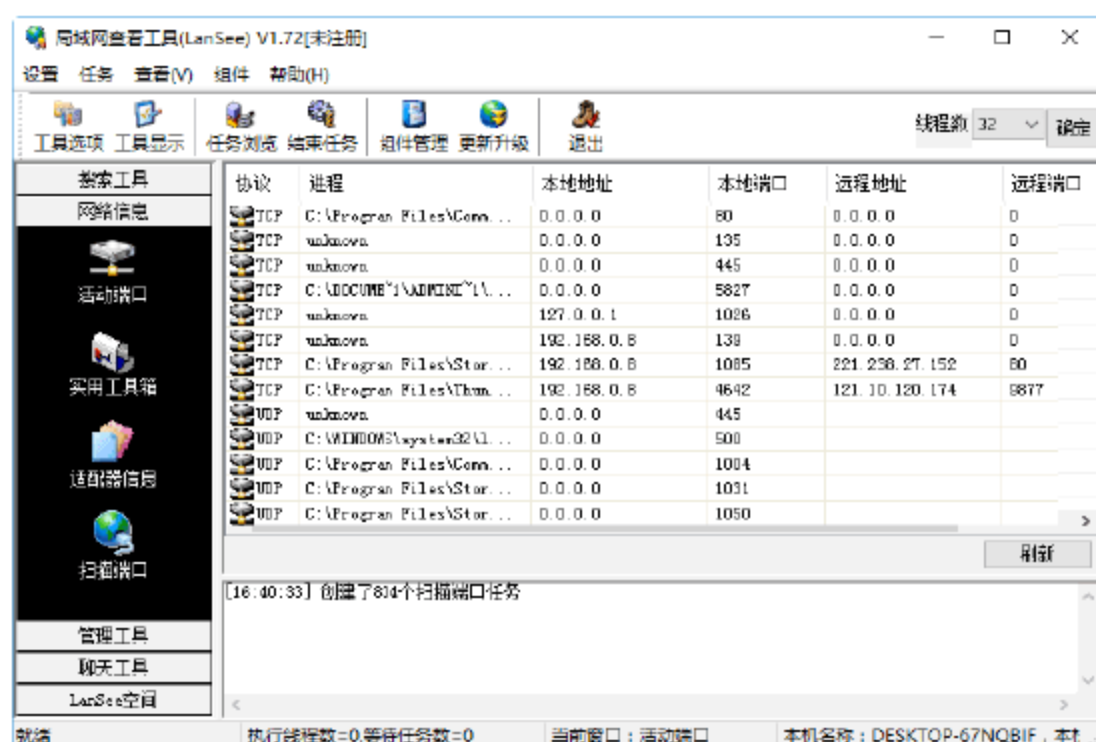 局域网查看工具(LanSee) V1.72[未注册]
设置 任务 查看(V) 组件 帮助(H)
工具选项 工具显示 任务浏览 结束任务 组件管理 更新升级 退出 线程数 32 确定
搜索工具
网络信息
活动端口
实用工具箱
适配器信息
扫描端口
管理工具
聊天工具
LanSee空间
协议 进程 本地地址 本地端口 远程地址 远程端口
TCP C:\Program Files\Comm... 0.0.0.0 80 0.0.0.0 0
TCP unknown 0.0.0.0 135 0.0.0.0 0
TCP unknown 0.0.0.0 445 0.0.0.0 0
TCP C:\DOCUME~1\ADMINI~1\... 0.0.0.0 5827 0.0.0.0 0
TCP unknown 127.0.0.1 1026 0.0.0.0 0
TCP unknown 192.168.0.8 139 0.0.0.0 0
TCP C:\Program Files\Stor... 192.168.0.8 1085 221.238.27.152 80
TCP C:\Program Files\Thun... 192.168.0.8 4642 121.10.120.174 9877
UDP unknown 0.0.0.0 445
UDP C:\WINDOWS\system32\l... 0.0.0.0 500
UDP C:\Program Files\Comm... 0.0.0.0 1004
UDP C:\Program Files\Stor... 0.0.0.0 1031
UDP C:\Program Files\Stor... 0.0.0.0 1050
刷新
[16:40:33] 创建了804个扫描端口任务
就绪 执行线程数=0,等待任务数=0 当前窗口：活动端口 本机名称：DESKTOP-67NQBIF，本机